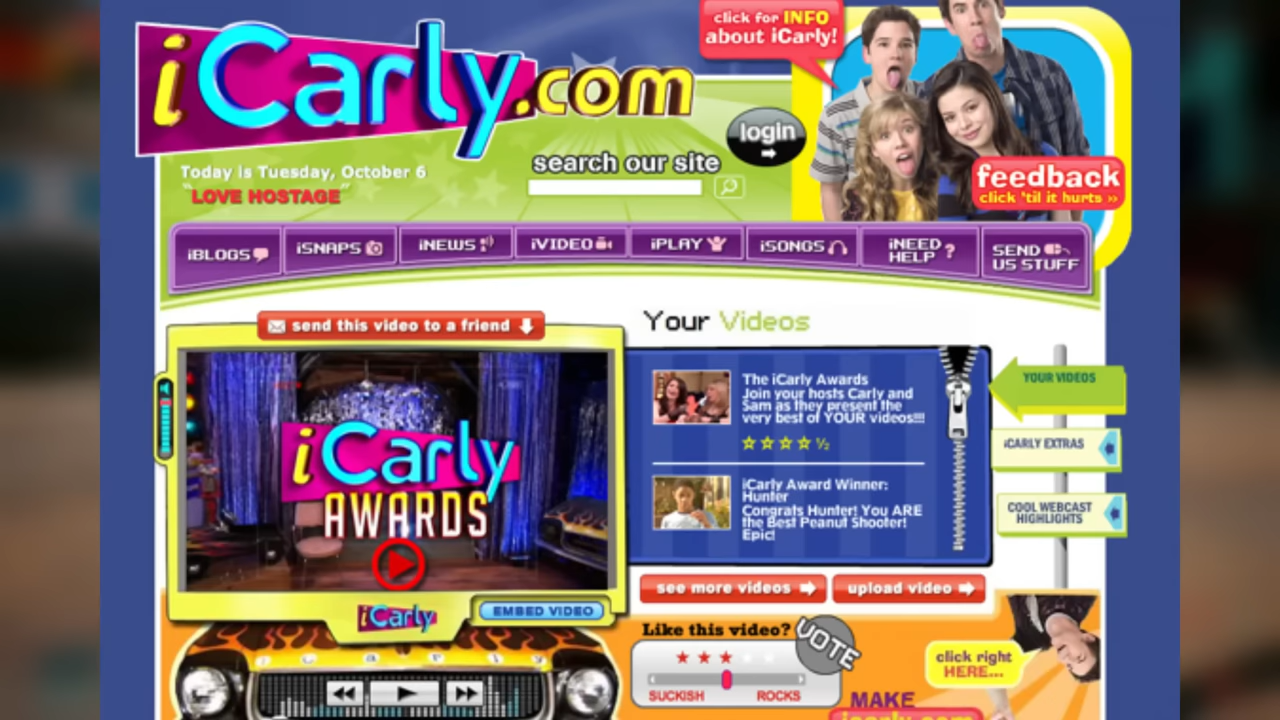 iCarly.com
click for INFO
about iCarly!
login
search our site
Today is Tuesday, October 6
"LOVE HOSTAGE"
feedback
click 'til it hurts »
iBLOGS
iSNAPS
iNEWS
iVIDEO
iPLAY
iSONGS
iNEED
HELP ?
SEND
US STUFF
send this video to a friend
Your Videos
iCarly
AWARDS
The iCarly Awards
Join your hosts Carly and
Sam as they present the
very best of YOUR videos!!!
½
iCarly Award Winner:
Hunter
Congrats Hunter! You ARE
the Best Peanut Shooter!
Epic!
YOUR VIDEOS
iCARLY EXTRAS
COOL WEBCAST
HIGHLIGHTS
see more videos
upload video
iCarly
EMBED VIDEO
i c a r l y
Like this video?
VOTE
SUCKISH
ROCKS
click right
HERE...
MAKE
icarly.com